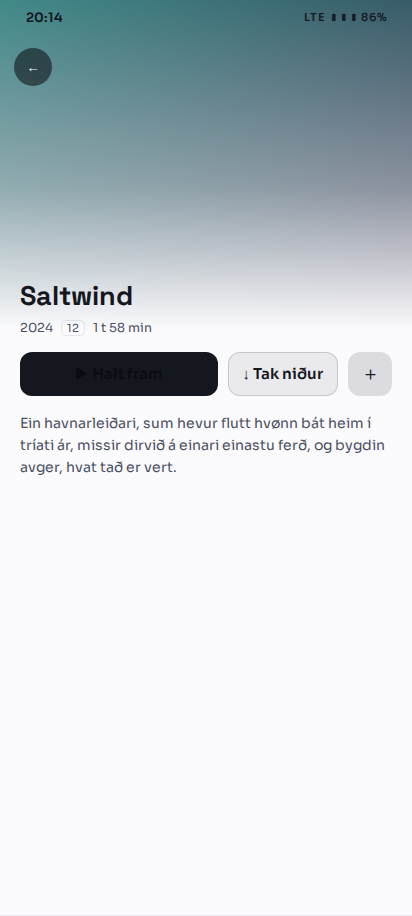 20:14
LTE 86%
←
Saltwind
2024 12 1 t 58 min
▶ Halt fram
↓ Tak niður
+
Ein havnarleiðari, sum hevur flutt hvønn bát heim í
tríati ár, missir dirvið á einari einastu ferð, og bygdin
avger, hvat tað er vert.